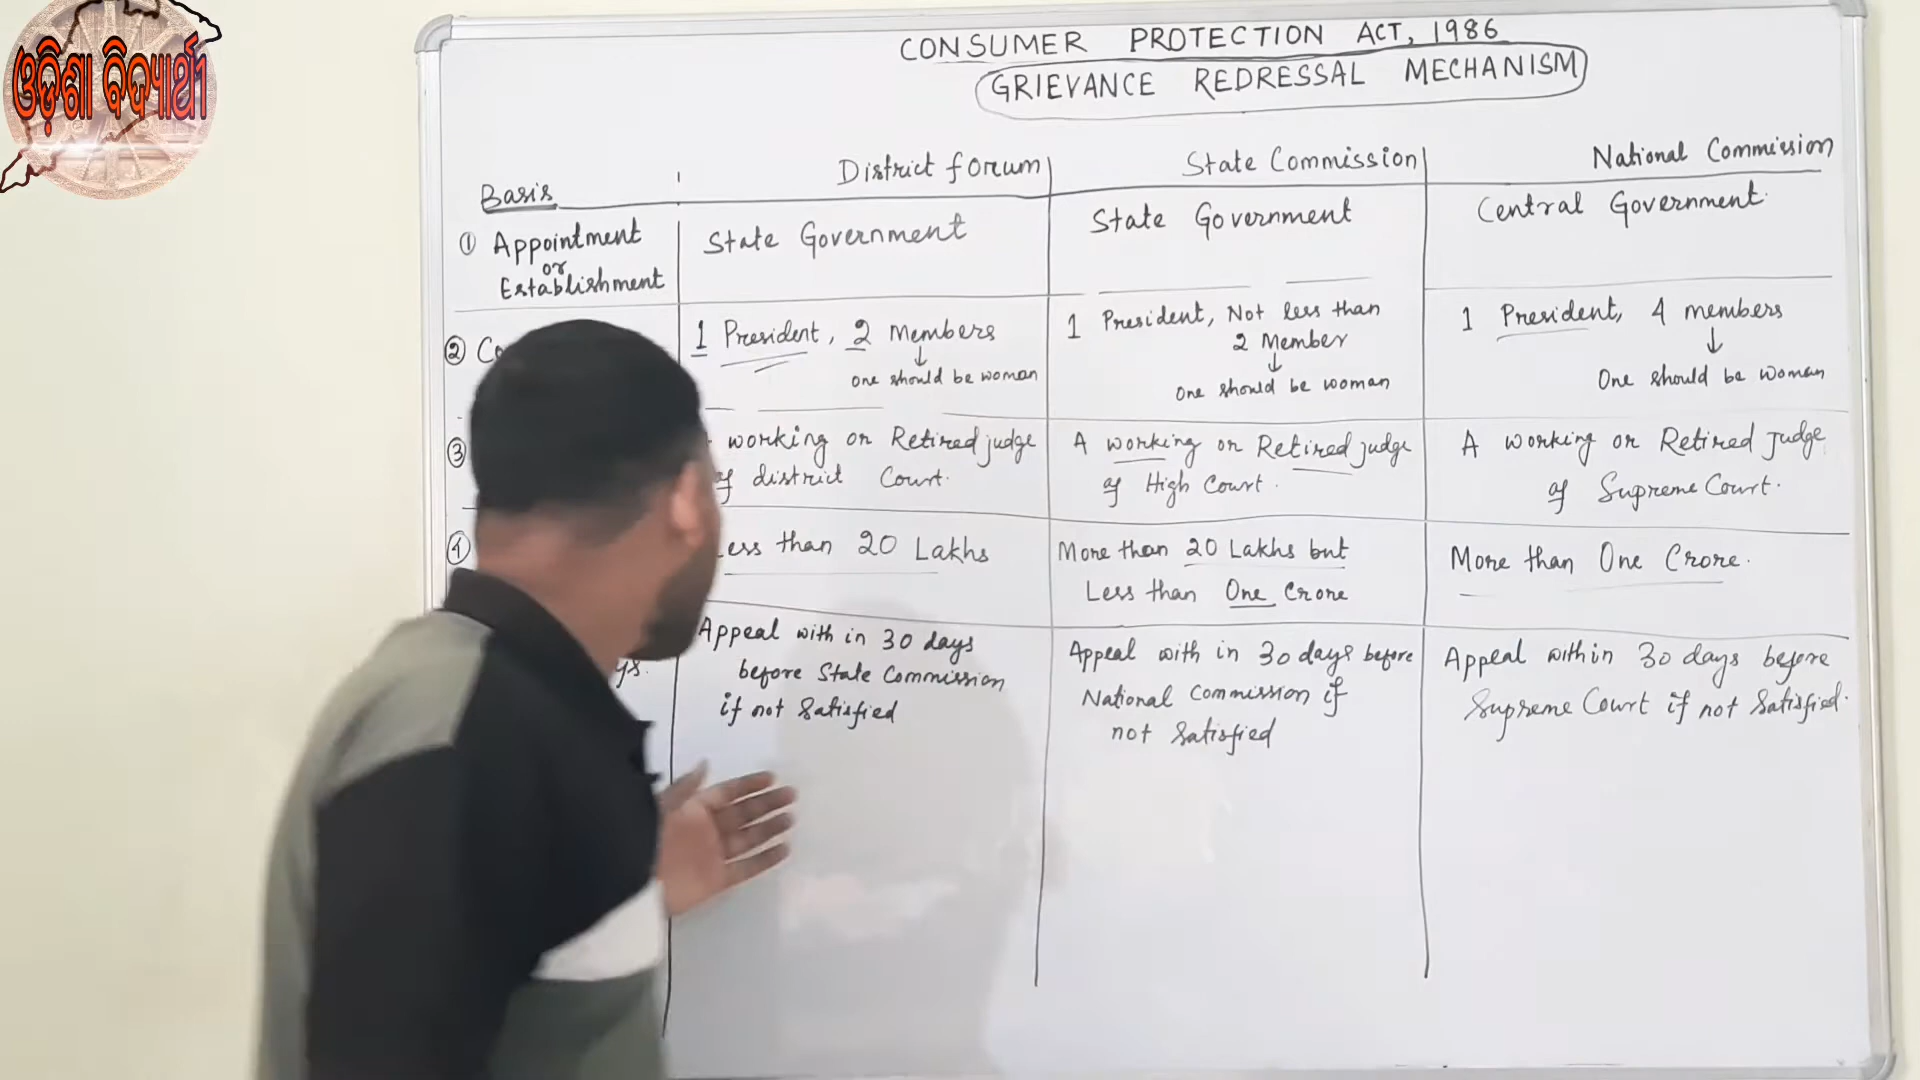 ଓଡ଼ିଶା ବିଦ୍ୟାର୍ଥୀ
CONSUMER PROTECTION ACT, 1986
GRIEVANCE REDRESSAL MECHANISM
Basis
District forum
State Commission
National Commission
① Appointment
or
Establishment
State Government
State Government
Central Government
②
1 President, 2 Members
↓
One should be woman
1 President, Not less than
2 Member
↓
One should be woman
1 President, 4 members
↓
One should be woman
③
working or Retired judge
of district Court.
A working or Retired judge
of High Court.
A working or Retired Judge
of Supreme Court.
④
Less than 20 Lakhs
More than 20 Lakhs but
Less than One Crore
More than One Crore.
Appeal with in 30 days
before State Commission
if not Satisfied
Appeal with in 30 days before
National Commission if
not Satisfied
Appeal within 30 days before
Supreme Court if not Satisfied.